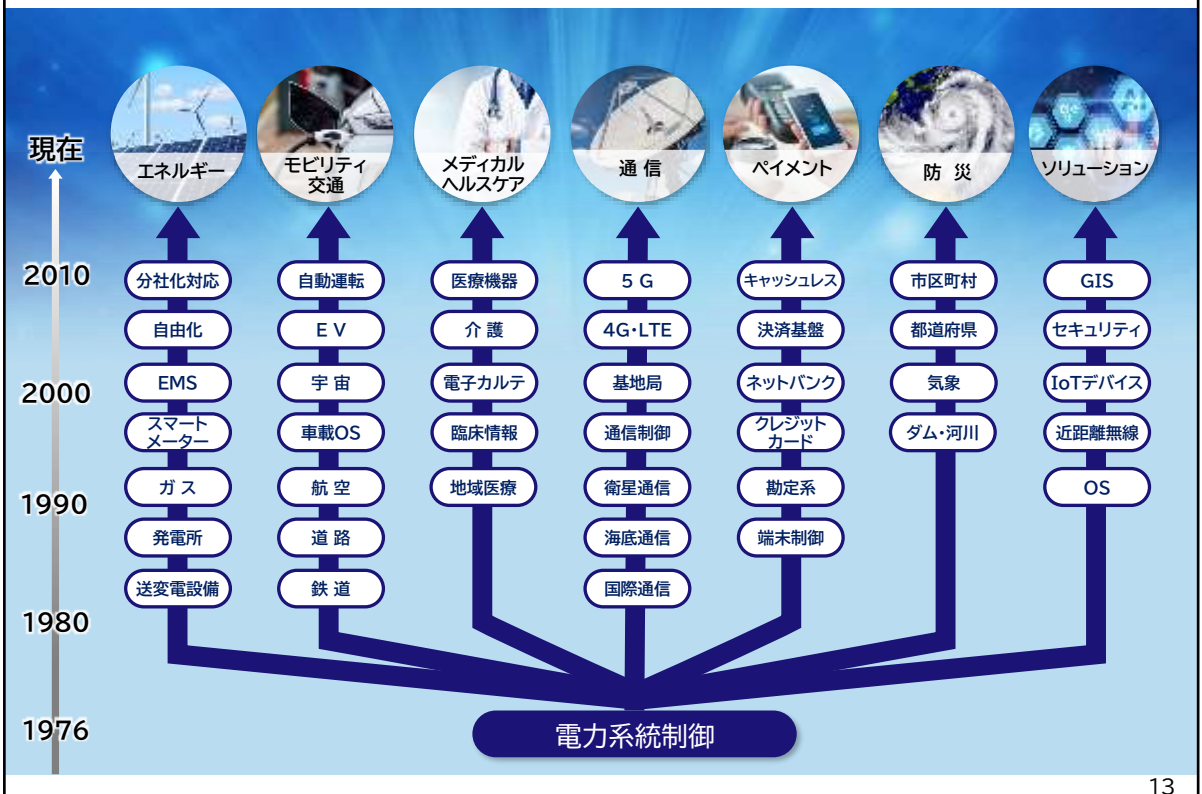 現在
2010
2000
1990
1980
1976
エネルギー
モビリティ
交通
メディカル
ヘルスケア
通 信
ペイメント
防 災
ソリューション
分社化対応
自由化
EMS
スマート
メーター
ガ ス
発電所
送変電設備
自動運転
E V
宇 宙
車載OS
航 空
道 路
鉄 道
医療機器
介 護
電子カルテ
臨床情報
地域医療
5 G
4G・LTE
基地局
通信制御
衛星通信
海底通信
国際通信
キャッシュレス
決済基盤
ネットバンク
クレジット
カード
勘定系
端末制御
市区町村
都道府県
気象
ダム・河川
GIS
セキュリティ
IoTデバイス
近距離無線
OS
電力系統制御
13